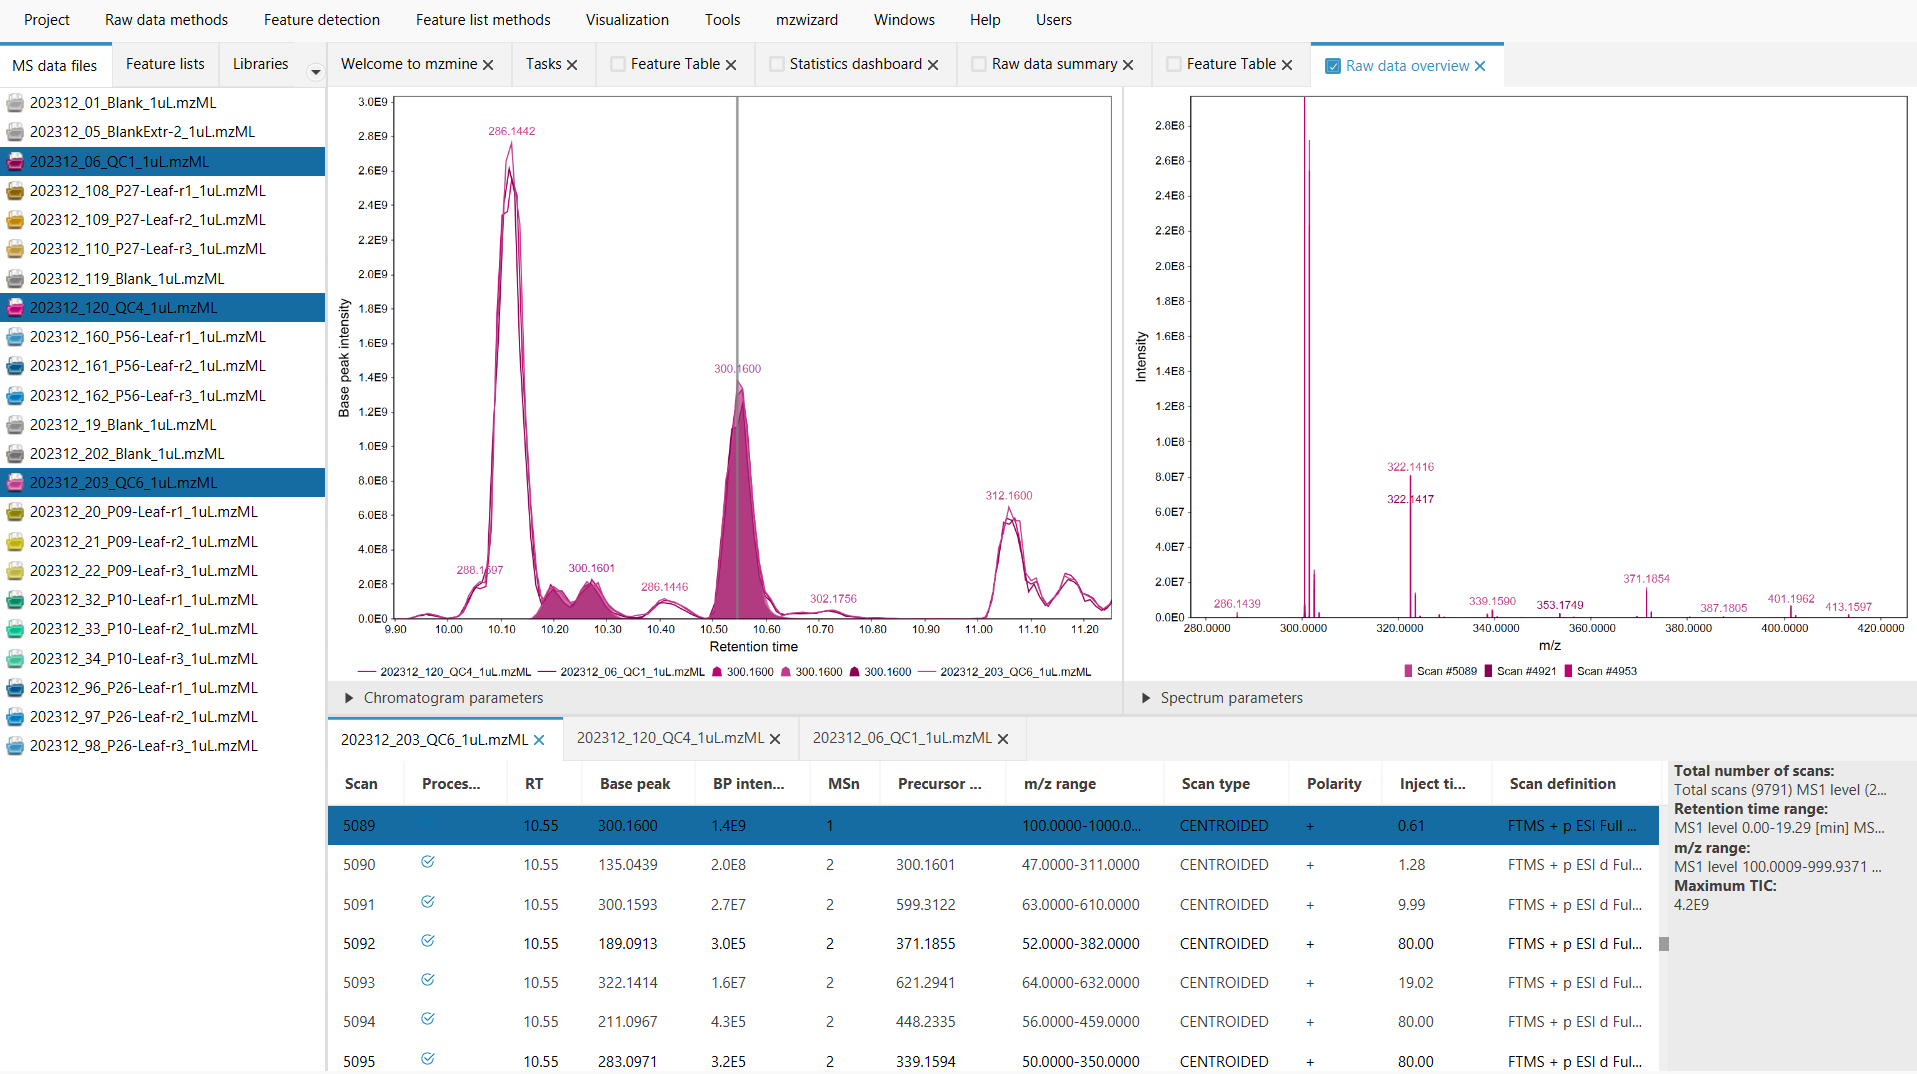 Project Raw data methods Feature detection Feature list methods Visualization Tools mzwizard Windows Help Users
MS data files Feature lists Libraries
Welcome to mzmine Tasks Feature Table Statistics dashboard Raw data summary Feature Table Raw data overview
202312_01_Blank_1uL.mzML
202312_05_BlankExtr-2_1uL.mzML
202312_06_QC1_1uL.mzML
202312_108_P27-Leaf-r1_1uL.mzML
202312_109_P27-Leaf-r2_1uL.mzML
202312_110_P27-Leaf-r3_1uL.mzML
202312_119_Blank_1uL.mzML
202312_120_QC4_1uL.mzML
202312_160_P56-Leaf-r1_1uL.mzML
202312_161_P56-Leaf-r2_1uL.mzML
202312_162_P56-Leaf-r3_1uL.mzML
202312_19_Blank_1uL.mzML
202312_202_Blank_1uL.mzML
202312_203_QC6_1uL.mzML
202312_20_P09-Leaf-r1_1uL.mzML
202312_21_P09-Leaf-r2_1uL.mzML
202312_22_P09-Leaf-r3_1uL.mzML
202312_32_P10-Leaf-r1_1uL.mzML
202312_33_P10-Leaf-r2_1uL.mzML
202312_34_P10-Leaf-r3_1uL.mzML
202312_96_P26-Leaf-r1_1uL.mzML
202312_97_P26-Leaf-r2_1uL.mzML
202312_98_P26-Leaf-r3_1uL.mzML
Base peak intensity
3.0E9
2.8E9
2.6E9
2.4E9
2.2E9
2.0E9
1.8E9
1.6E9
1.4E9
1.2E9
1.0E9
8.0E8
6.0E8
4.0E8
2.0E8
0.0E0
286.1442
300.1600
312.1600
288.1697
300.1601
286.1446
302.1756
9.90 10.00 10.10 10.20 10.30 10.40 10.50 10.60 10.70 10.80 10.90 11.00 11.10 11.20
Retention time
202312_120_QC4_1uL.mzML 202312_06_QC1_1uL.mzML 300.1600 300.1600 300.1600 202312_203_QC6_1uL.mzML
Chromatogram parameters
Intensity
2.8E8
2.6E8
2.4E8
2.2E8
2.0E8
1.8E8
1.6E8
1.4E8
1.2E8
1.0E8
8.0E7
6.0E7
4.0E7
2.0E7
0.0E0
322.1416
322.1417
371.1854
286.1439
339.1590
353.1749
387.1805
401.1962
413.1597
280.0000 300.0000 320.0000 340.0000 360.0000 380.0000 400.0000 420.0000
m/z
Scan #5089 Scan #4921 Scan #4953
Spectrum parameters
202312_203_QC6_1uL.mzML 202312_120_QC4_1uL.mzML 202312_06_QC1_1uL.mzML
Scan Proces... RT Base peak BP inten... MSn Precursor ... m/z range Scan type Polarity Inject ti... Scan definition
5089 10.55 300.1600 1.4E9 1 100.0000-1000.0... CENTROIDED + 0.61 FTMS + p ESI Full ...
5090 10.55 135.0439 2.0E8 2 300.1601 47.0000-311.0000 CENTROIDED + 1.28 FTMS + p ESI d Ful...
5091 10.55 300.1593 2.7E7 2 599.3122 63.0000-610.0000 CENTROIDED + 9.99 FTMS + p ESI d Ful...
5092 10.55 189.0913 3.0E5 2 371.1855 52.0000-382.0000 CENTROIDED + 80.00 FTMS + p ESI d Ful...
5093 10.55 322.1414 1.6E7 2 621.2941 64.0000-632.0000 CENTROIDED + 19.02 FTMS + p ESI d Ful...
5094 10.55 211.0967 4.3E5 2 448.2335 56.0000-459.0000 CENTROIDED + 80.00 FTMS + p ESI d Ful...
5095 10.55 283.0971 3.2E5 2 339.1594 50.0000-350.0000 CENTROIDED + 80.00 FTMS + p ESI d Ful...
Total number of scans:
Total scans (9791) MS1 level (2...
Retention time range:
MS1 level 0.00-19.29 [min] MS...
m/z range:
MS1 level 100.0009-999.9371 ...
Maximum TIC:
4.2E9